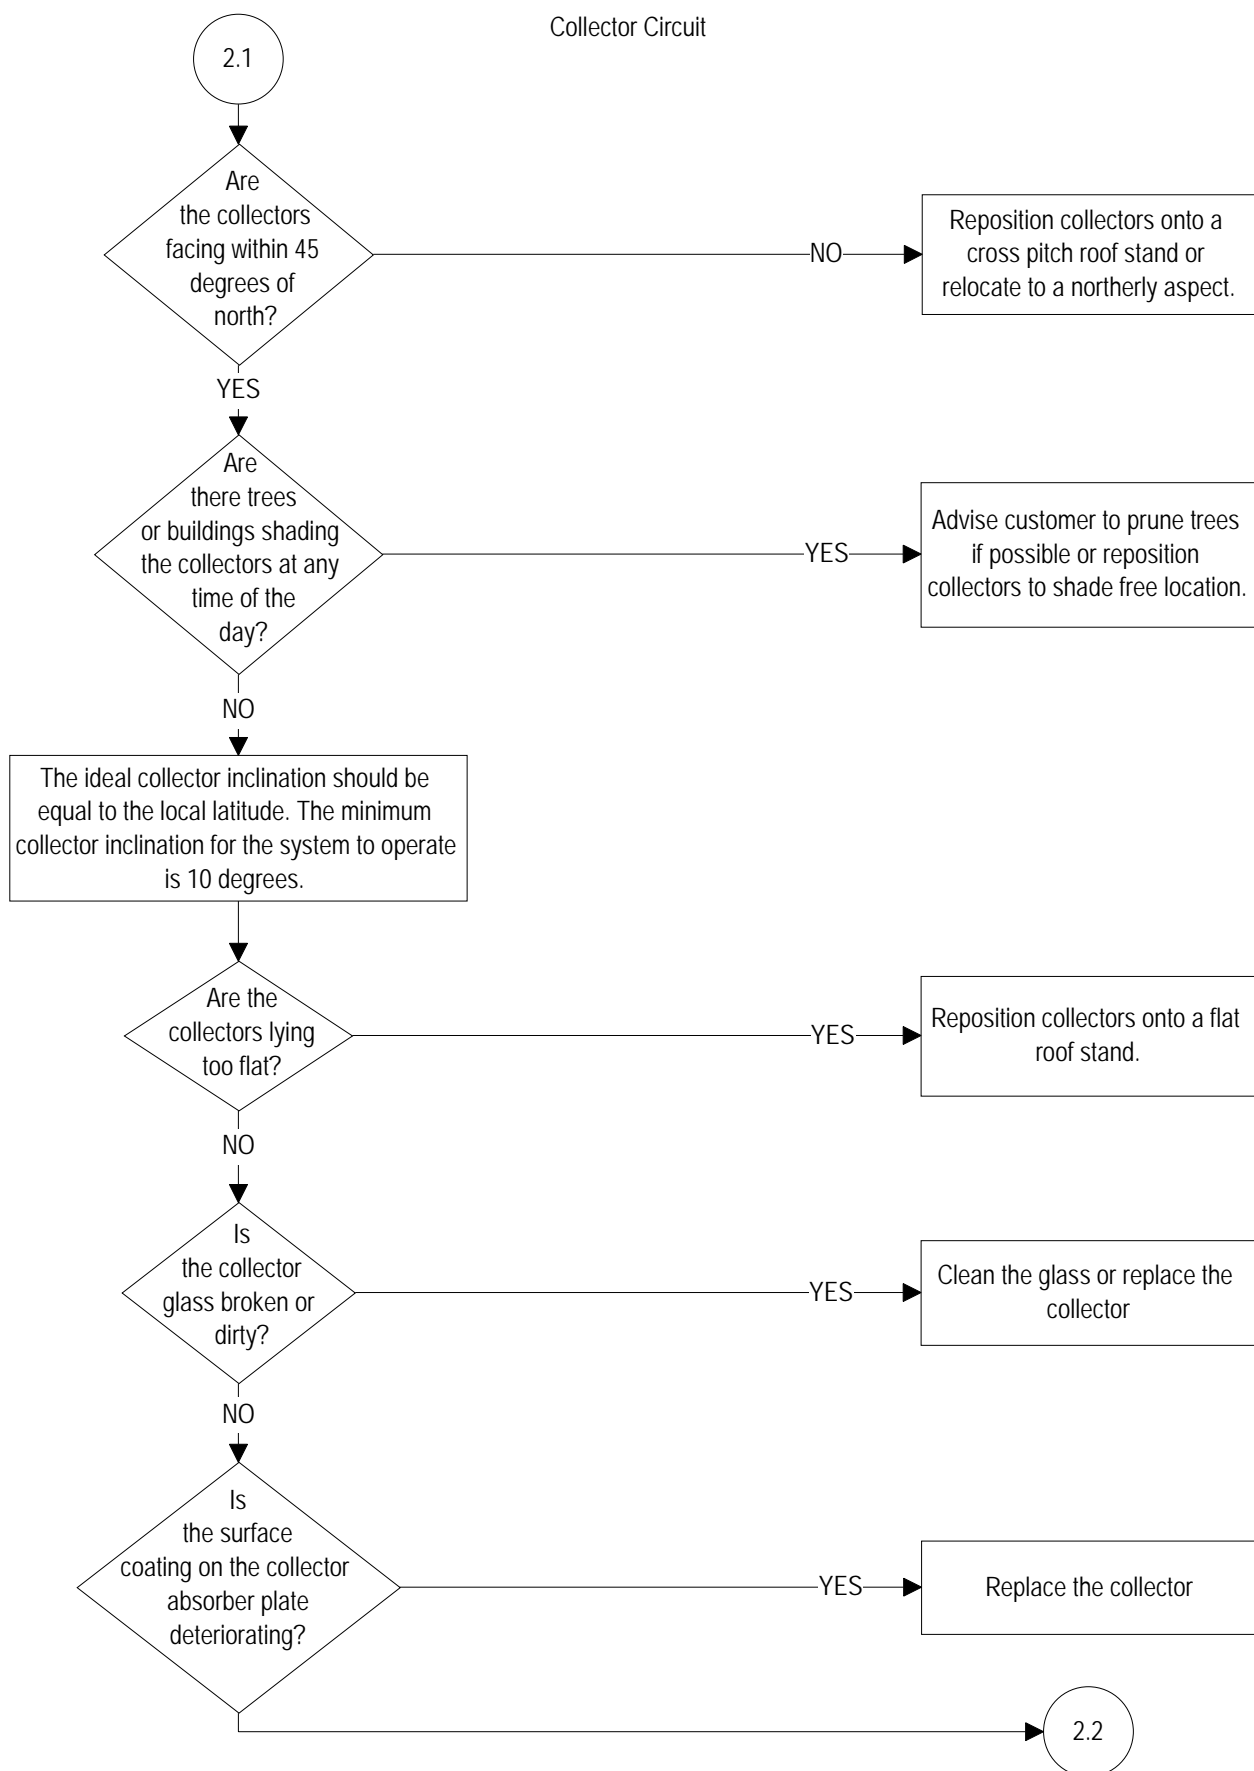 Collector Circuit
2.1
Are
the collectors
facing within 45
degrees of
north?
NO
Reposition collectors onto a
cross pitch roof stand or
relocate to a northerly aspect.
YES
Are
there trees
or buildings shading
the collectors at any
time of the
day?
YES
Advise customer to prune trees
if possible or reposition
collectors to shade free location.
NO
The ideal collector inclination should be
equal to the local latitude. The minimum
collector inclination for the system to operate
is 10 degrees.
Are the
collectors lying
too flat?
YES
Reposition collectors onto a flat
roof stand.
NO
Is
the collector
glass broken or
dirty?
YES
Clean the glass or replace the
collector
NO
Is
the surface
coating on the collector
absorber plate
deteriorating?
YES
Replace the collector
2.2